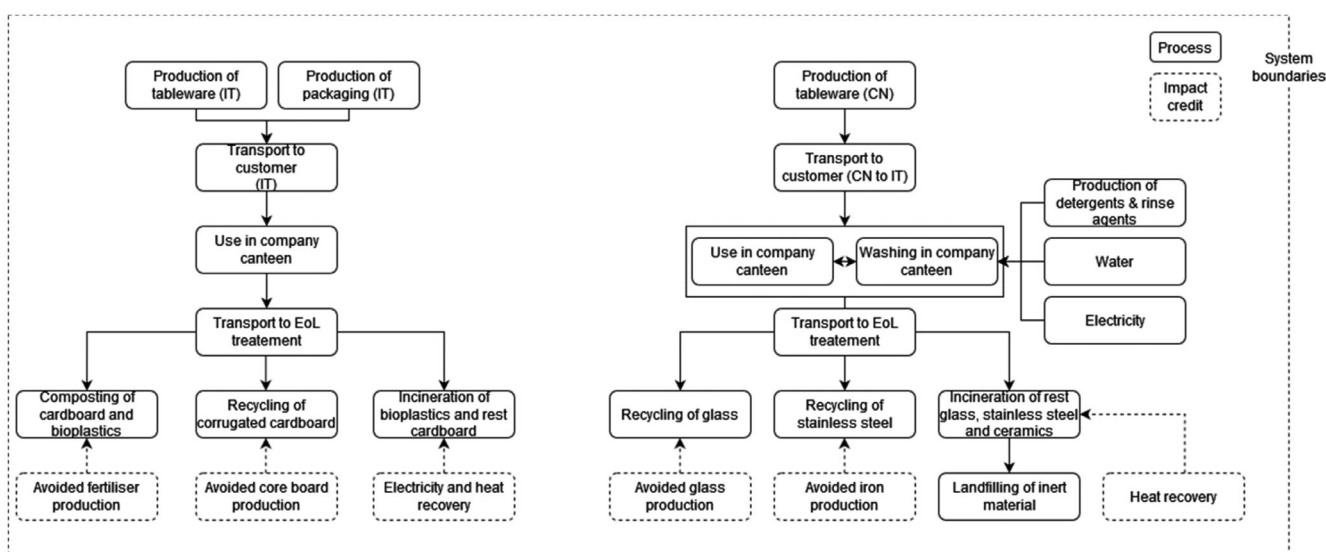 Production of
tableware (IT)
Production of
packaging (IT)
Transport to
customer
(IT)
Use in company
canteen
Transport to EoL
treatement
Composting of
cardboard and
bioplastics
Recycling of
corrugated cardboard
Incineration of
bioplastics and rest
cardboard
Avoided fertiliser
production
Avoided core board
production
Electricity and heat
recovery
Production of
tableware (CN)
Transport to
customer (CN to IT)
Use in company
canteen
Washing in company
canteen
Production of
detergents & rinse
agents
Water
Electricity
Transport to EoL
treatement
Recycling of glass
Recycling of
stainless steel
Incineration of rest
glass, stainless steel
and ceramics
Avoided glass
production
Avoided iron
production
Landfilling of inert
material
Heat recovery
Process
Impact
credit
System
boundaries